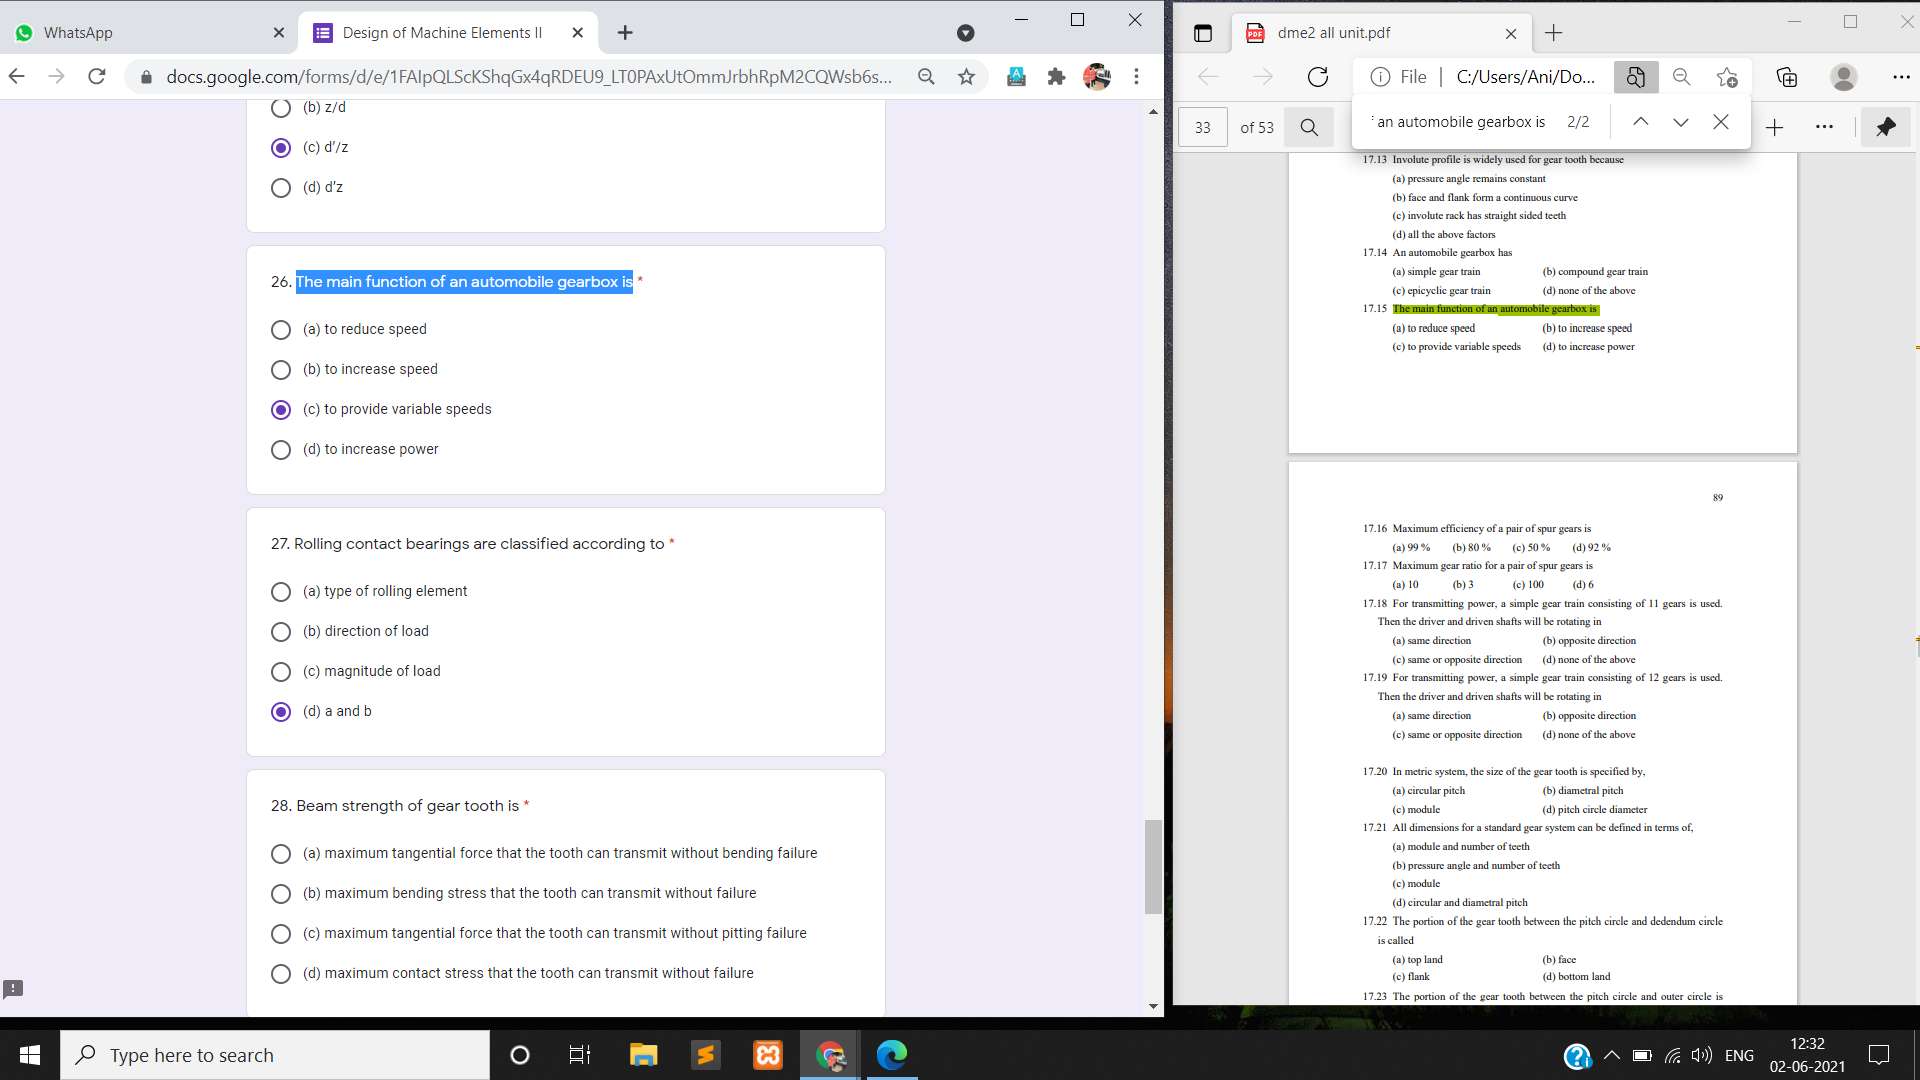 WhatsApp
Design of Machine Elements II
docs.google.com/forms/d/e/1FAIpQLScKShqGx4qRDEU9_LT0PAxUtOmmJrbhRpM2CQWsb6s...
(b) z/d
(c) d'/z
(d) d'z
26. The main function of an automobile gearbox is *
(a) to reduce speed
(b) to increase speed
(c) to provide variable speeds
(d) to increase power
27. Rolling contact bearings are classified according to *
(a) type of rolling element
(b) direction of load
(c) magnitude of load
(d) a and b
28. Beam strength of gear tooth is *
(a) maximum tangential force that the tooth can transmit without bending failure
(b) maximum bending stress that the tooth can transmit without failure
(c) maximum tangential force that the tooth can transmit without pitting failure
(d) maximum contact stress that the tooth can transmit without failure
PDF
dme2 all unit.pdf
File
C:/Users/Ani/Do...
33 of 53
an automobile gearbox is 2/2
17.13 Involute profile is widely used for gear tooth because
(a) pressure angle remains constant
(b) face and flank form a continuous curve
(c) involute rack has straight sided teeth
(d) all the above factors
17.14 An automobile gearbox has
(a) simple gear train (b) compound gear train
(c) epicyclic gear train (d) none of the above
17.15 The main function of an automobile gearbox is
(a) to reduce speed (b) to increase speed
(c) to provide variable speeds (d) to increase power
89
17.16 Maximum efficiency of a pair of spur gears is
(a) 99 % (b) 80 % (c) 50 % (d) 92 %
17.17 Maximum gear ratio for a pair of spur gears is
(a) 10 (b) 3 (c) 100 (d) 6
17.18 For transmitting power, a simple gear train consisting of 11 gears is used.
Then the driver and driven shafts will be rotating in
(a) same direction (b) opposite direction
(c) same or opposite direction (d) none of the above
17.19 For transmitting power, a simple gear train consisting of 12 gears is used.
Then the driver and driven shafts will be rotating in
(a) same direction (b) opposite direction
(c) same or opposite direction (d) none of the above
17.20 In metric system, the size of the gear tooth is specified by,
(a) circular pitch (b) diametral pitch
(c) module (d) pitch circle diameter
17.21 All dimensions for a standard gear system can be defined in terms of,
(a) module and number of teeth
(b) pressure angle and number of teeth
(c) module
(d) circular and diametral pitch
17.22 The portion of the gear tooth between the pitch circle and dedendum circle
is called
(a) top land (b) face
(c) flank (d) bottom land
17.23 The portion of the gear tooth between the pitch circle and outer circle is
Type here to search
ENG
12:32
02-06-2021